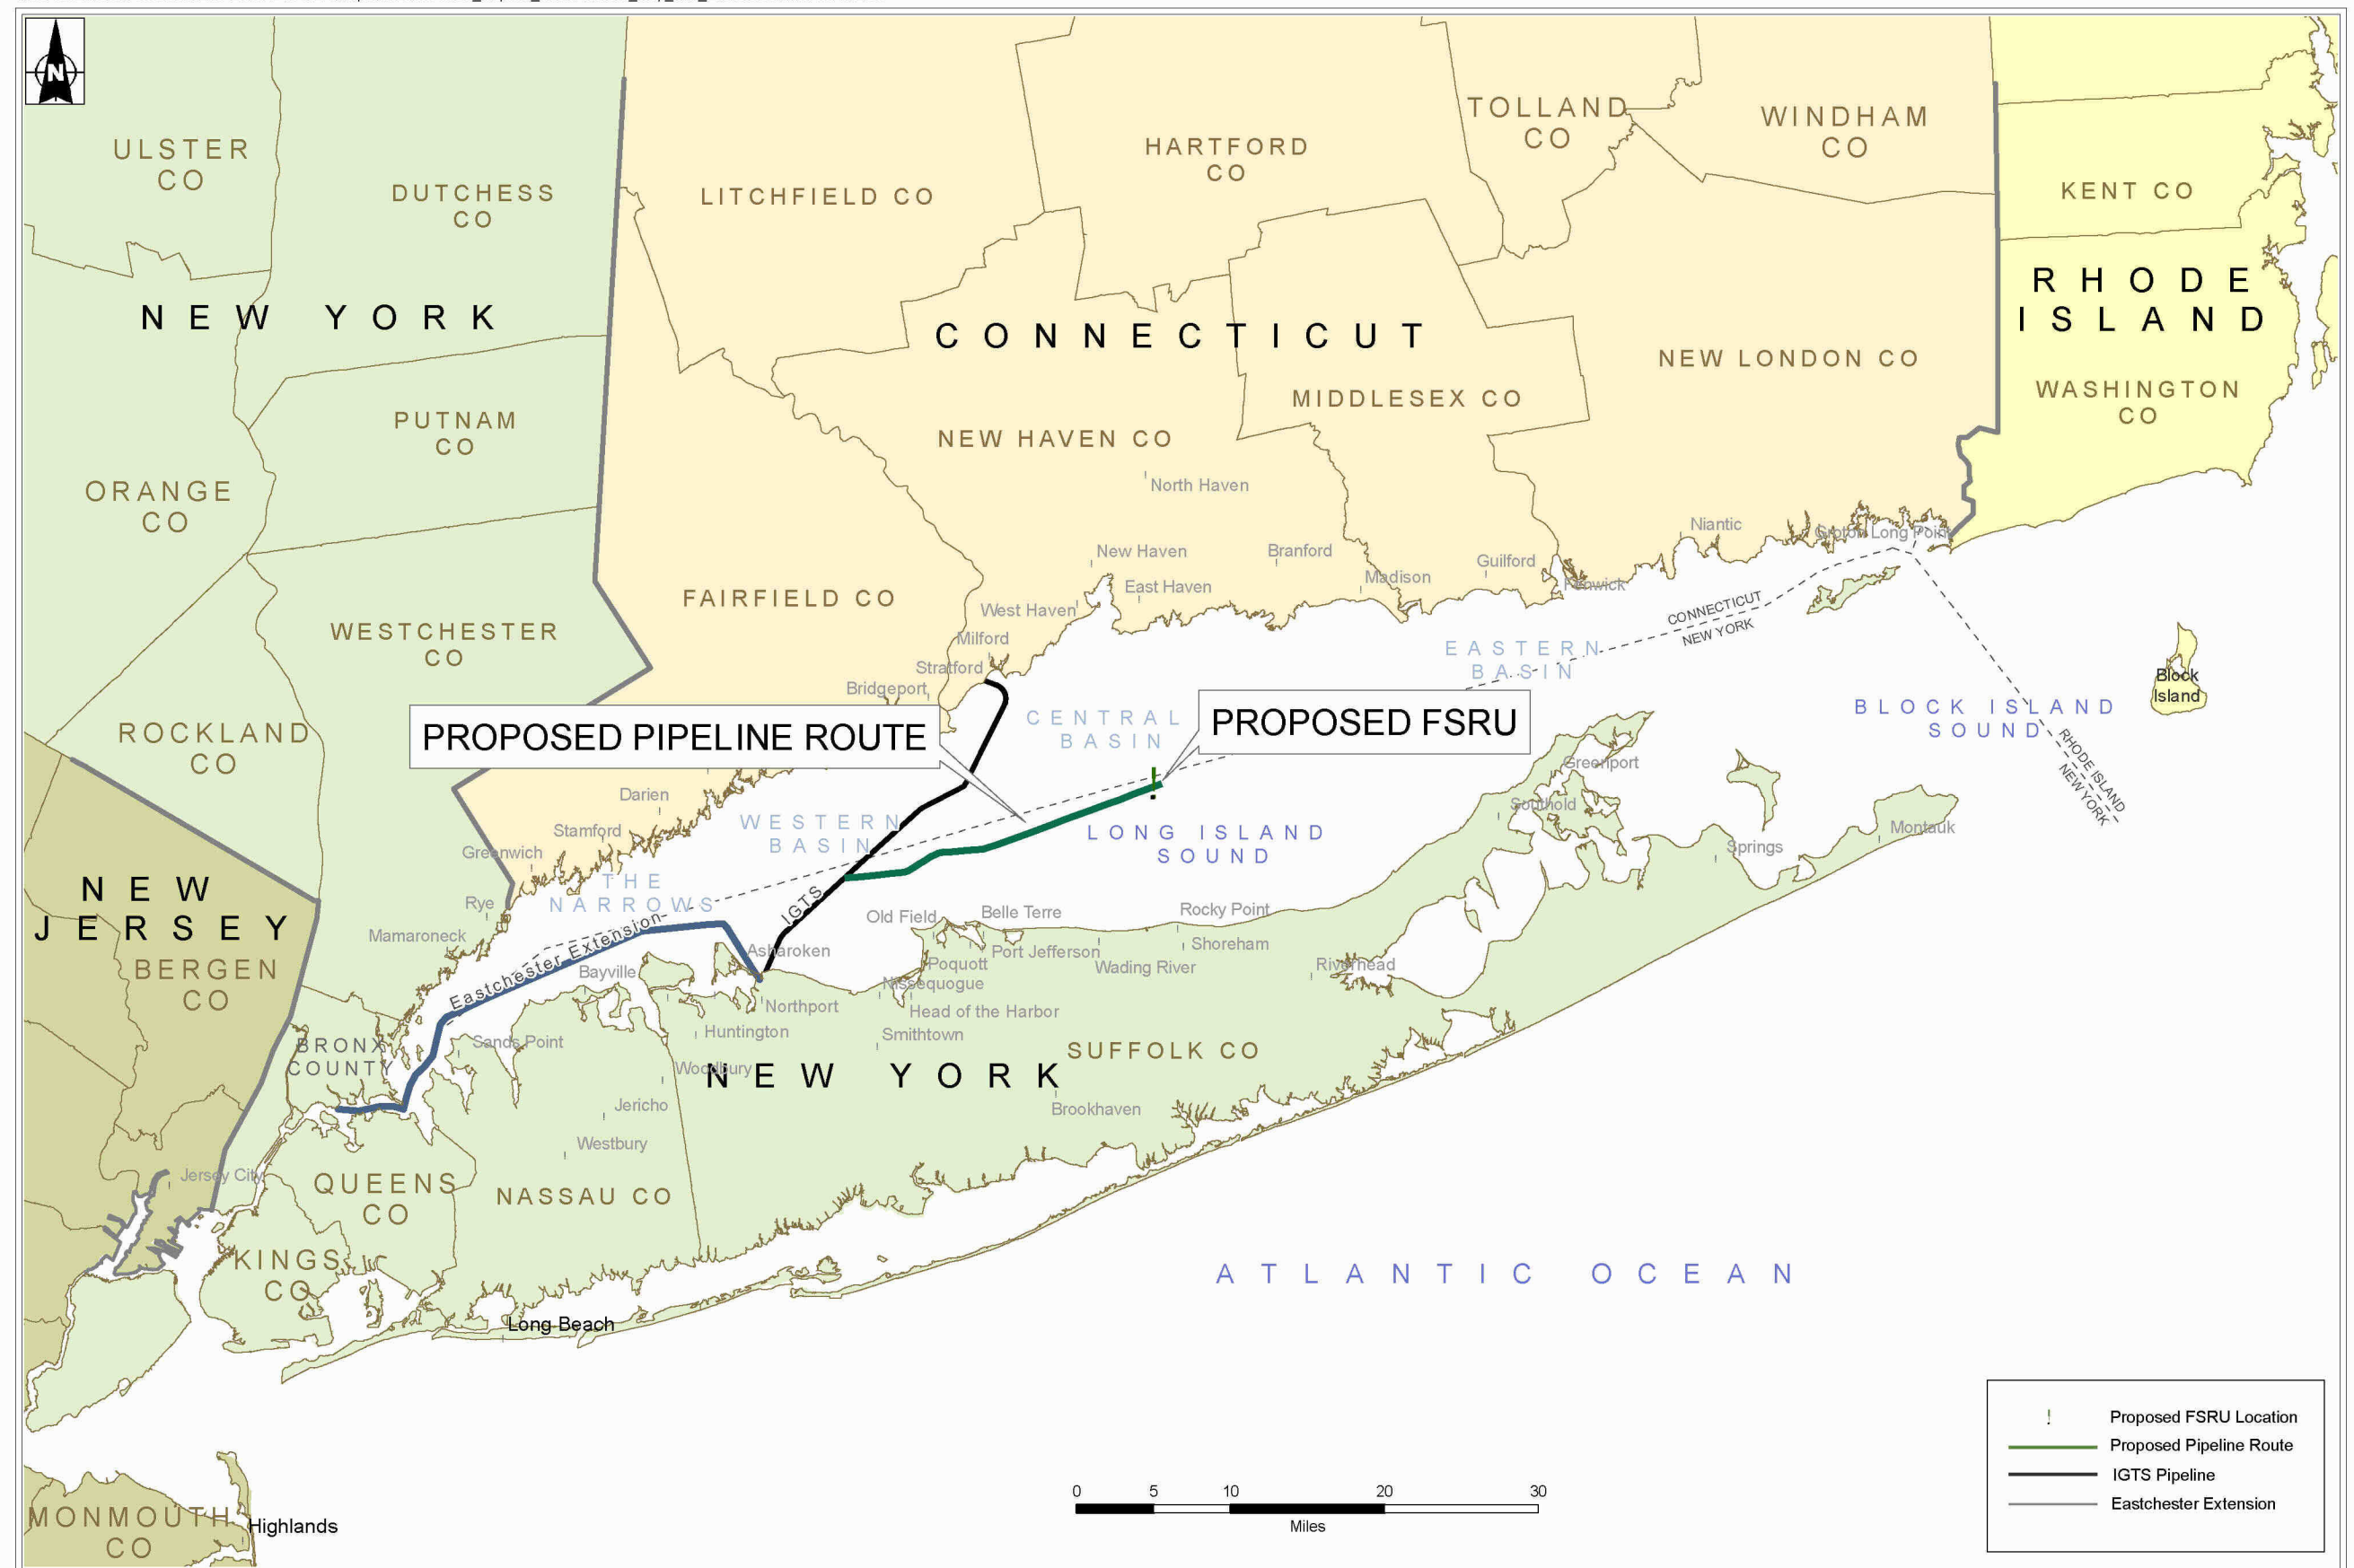 N
ULSTER
CO
DUTCHESS
CO
LITCHFIELD CO
HARTFORD
CO
TOLLAND
CO
WINDHAM
CO
KENT CO
NEW YORK
CONNECTICUT
RHODE
ISLAND
NEW LONDON CO
WASHINGTON
CO
MIDDLESEX CO
PUTNAM
CO
NEW HAVEN CO
ORANGE
CO
North Haven
Niantic
Groton Long Point
New Haven
Branford
Guilford
Madison
Fenwick
East Haven
West Haven
FAIRFIELD CO
WESTCHESTER
CO
Milford
Stratford
Bridgeport
CONNECTICUT
NEW YORK
EASTERN
BASIN
Block
Island
BLOCK ISLAND
SOUND
RHODE ISLAND
NEW YORK
ROCKLAND
CO
PROPOSED PIPELINE ROUTE
CENTRAL
BASIN
PROPOSED FSRU
Greenport
Southold
Darien
Stamford
Greenwich
WESTERN
BASIN
LONG ISLAND
SOUND
Montauk
Springs
THE
NARROWS
IGTS
NEW
JERSEY
Rye
Mamaroneck
Eastchester Extension
Old Field
Belle Terre
Rocky Point
Asharoken
Port Jefferson
Shoreham
Poquott
Wading River
Riverhead
BERGEN
CO
Bayville
Nissequogue
Northport
Head of the Harbor
Huntington
Smithtown
Sands Point
BRONX
COUNTY
SUFFOLK CO
Woodbury
NEW YORK
Jericho
Brookhaven
Westbury
Jersey City
QUEENS
CO
NASSAU CO
KINGS
CO
ATLANTIC OCEAN
Long Beach
MONMOUTH
CO
Highlands
0 5 10 20 30
Miles
Proposed FSRU Location
Proposed Pipeline Route
IGTS Pipeline
Eastchester Extension